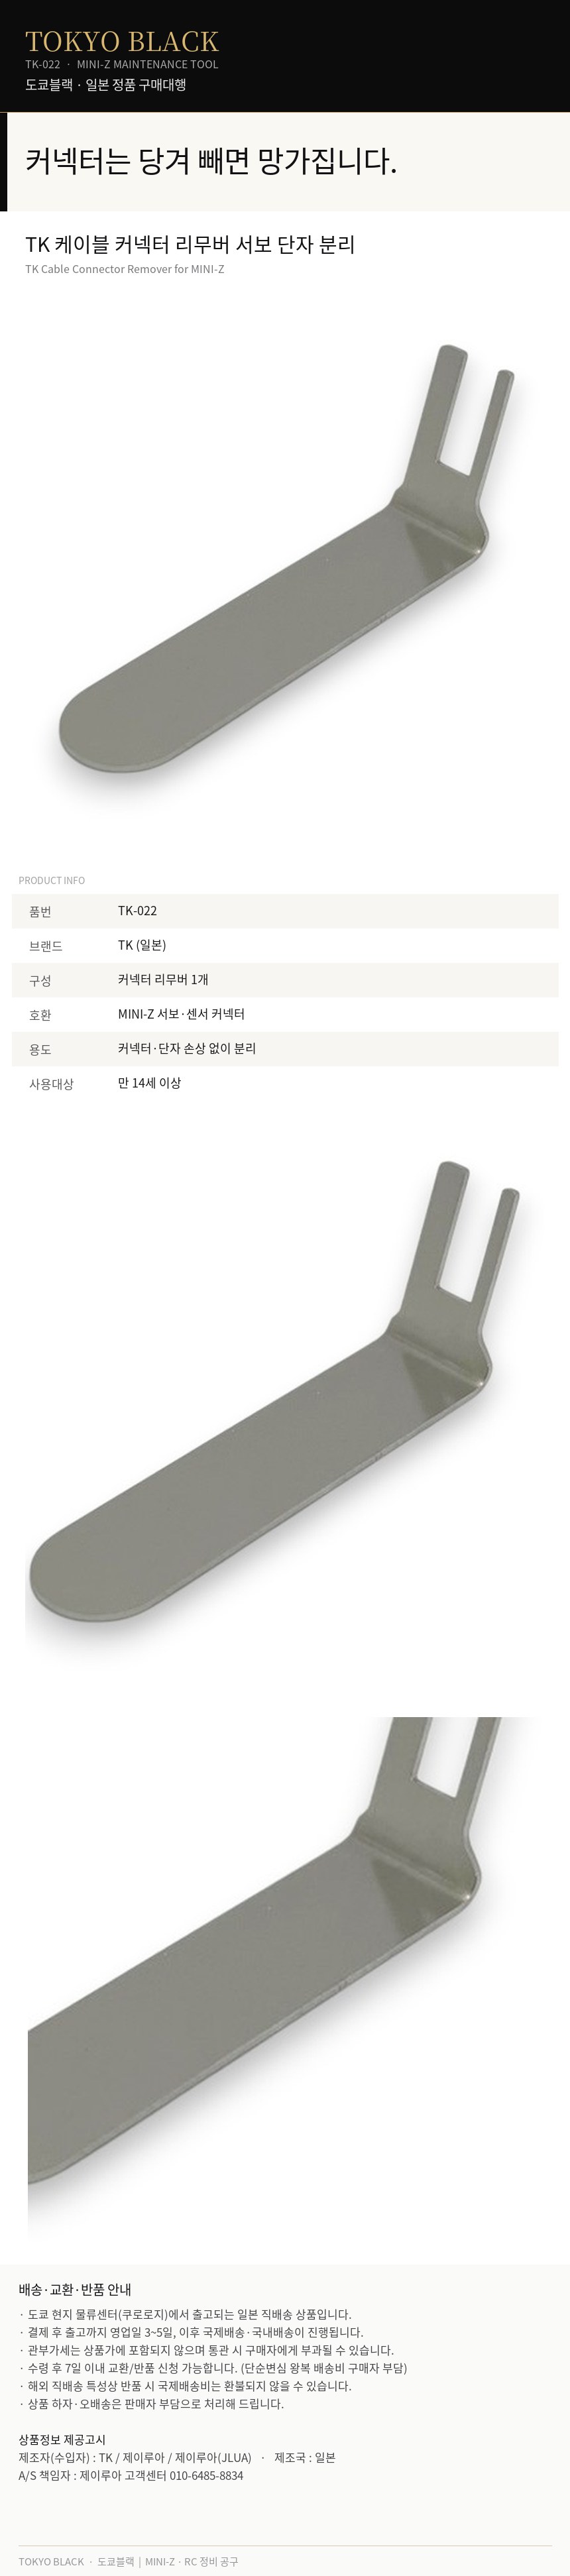 TOKYO BLACK
TK-022 · MINI-Z MAINTENANCE TOOL
도쿄블랙 · 일본 정품 구매대행
커넥터는 당겨 빼면 망가집니다.
TK 케이블 커넥터 리무버 서보 단자 분리
TK Cable Connector Remover for MINI-Z
PRODUCT INFO
품번 TK-022
브랜드 TK (일본)
구성 커넥터 리무버 1개
호환 MINI-Z 서보·센서 커넥터
용도 커넥터·단자 손상 없이 분리
사용대상 만 14세 이상
배송·교환·반품 안내
· 도쿄 현지 물류센터(쿠로로지)에서 출고되는 일본 직배송 상품입니다.
· 결제 후 출고까지 영업일 3~5일, 이후 국제배송·국내배송이 진행됩니다.
· 관부가세는 상품가에 포함되지 않으며 통관 시 구매자에게 부과될 수 있습니다.
· 수령 후 7일 이내 교환/반품 신청 가능합니다. (단순변심 왕복 배송비 구매자 부담)
· 해외 직배송 특성상 반품 시 국제배송비는 환불되지 않을 수 있습니다.
· 상품 하자·오배송은 판매자 부담으로 처리해 드립니다.
상품정보 제공고시
제조자(수입자) : TK / 제이루아 / 제이루아(JLUA) · 제조국 : 일본
A/S 책임자 : 제이루아 고객센터 010-6485-8834
TOKYO BLACK · 도쿄블랙 | MINI-Z · RC 정비 공구